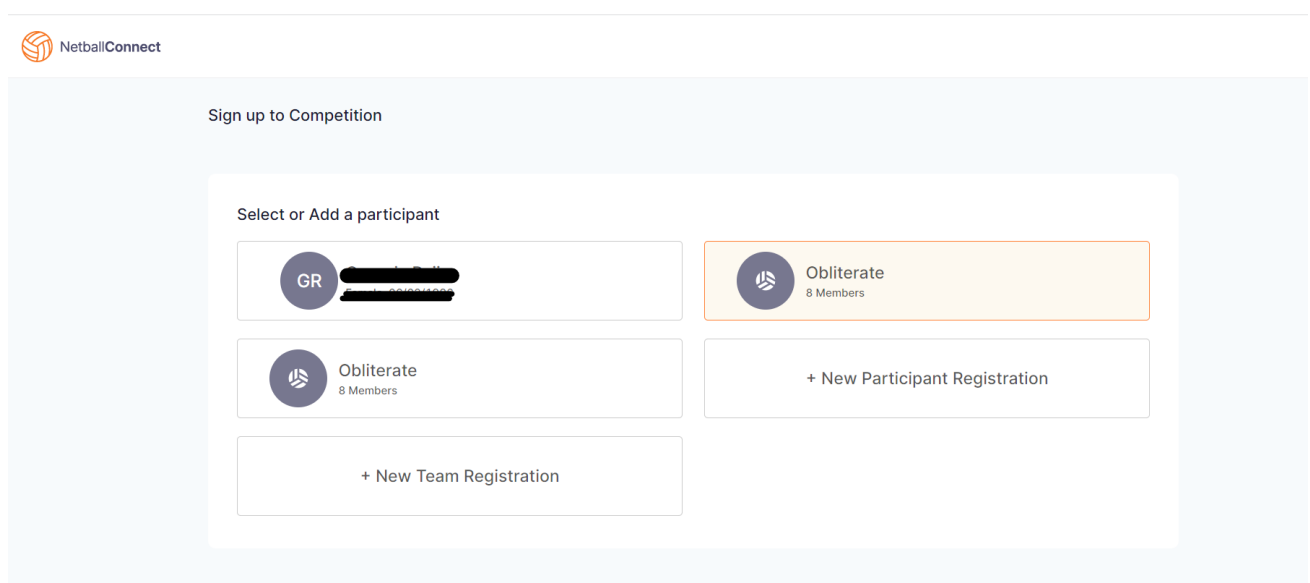 NetballConnect
Sign up to Competition
Select or Add a participant
GR
Obliterate
8 Members
Obliterate
8 Members
+ New Participant Registration
+ New Team Registration